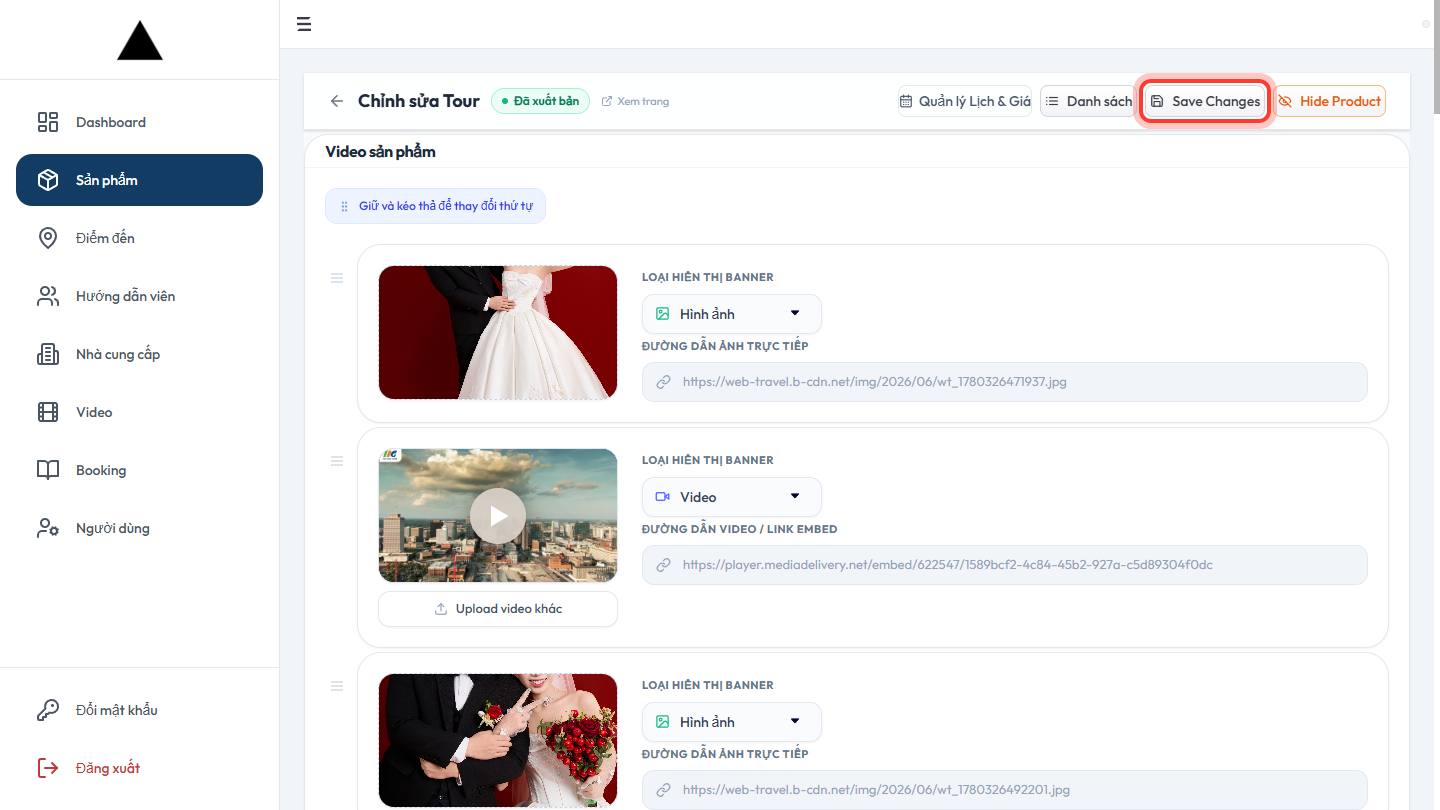 Chỉnh sửa Tour
Đã xuất bản
Xem trang
Quản lý Lịch & Giá
Danh sách
Save Changes
Hide Product
Dashboard
Sản phẩm
Điểm đến
Hướng dẫn viên
Nhà cung cấp
Video
Booking
Người dùng
Đổi mật khẩu
Đăng xuất
Video sản phẩm
Giữ và kéo thả để thay đổi thứ tự
LOẠI HIỂN THỊ BANNER
Hình ảnh
ĐƯỜNG DẪN ẢNH TRỰC TIẾP
https://web-travel.b-cdn.net/img/2026/06/wt_1780326471937.jpg
LOẠI HIỂN THỊ BANNER
Video
ĐƯỜNG DẪN VIDEO / LINK EMBED
https://player.mediadelivery.net/embed/622547/1589bcf2-4c84-45b2-927a-c5d89304f0dc
Upload video khác
LOẠI HIỂN THỊ BANNER
Hình ảnh
ĐƯỜNG DẪN ẢNH TRỰC TIẾP
https://web-travel.b-cdn.net/img/2026/06/wt_1780326492201.jpg